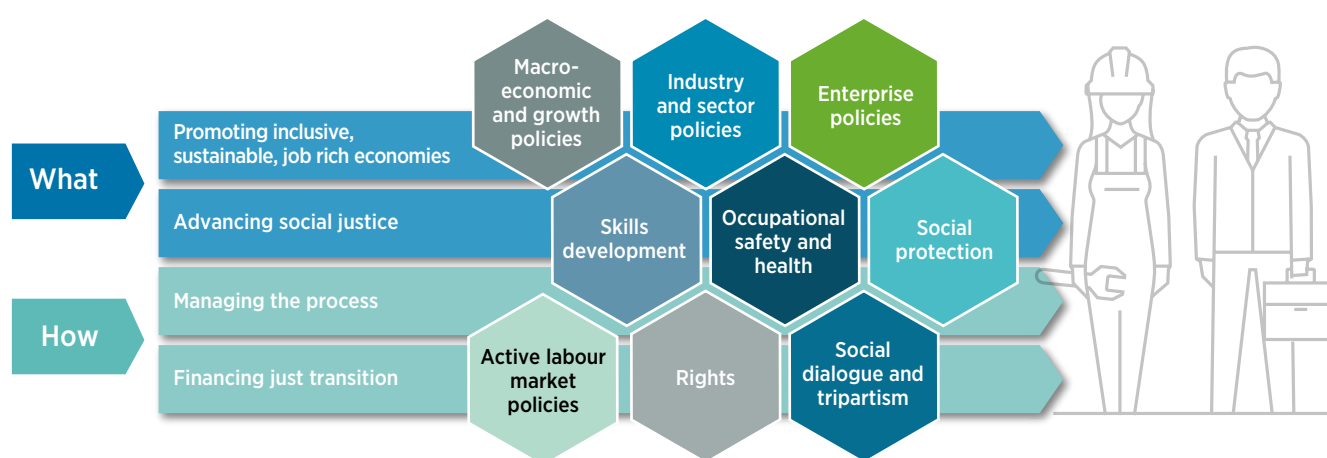 What
Promoting inclusive,
sustainable, job rich economies
Advancing social justice
How
Managing the process
Financing just transition
Macro-
economic
and growth
policies
Industry
and sector
policies
Enterprise
policies
Skills
development
Occupational
safety and
health
Social
protection
Active labour
market
policies
Rights
Social
dialogue and
tripartism